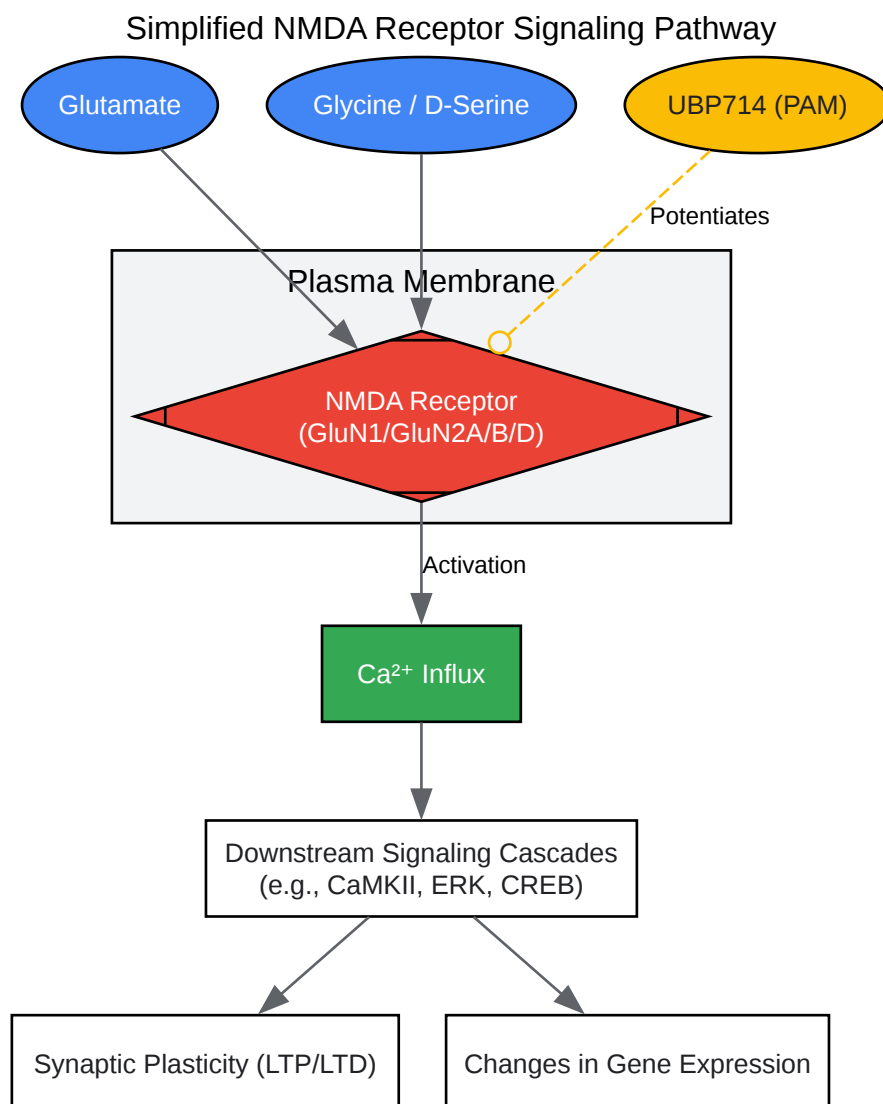 Simplified NMDA Receptor Signaling Pathway
Glutamate
Glycine / D-Serine
UBP714 (PAM)
Potentiates
Plasma Membrane
NMDA Receptor
(GluN1/GluN2A/B/D)
Activation
Ca²⁺ Influx
Downstream Signaling Cascades
(e.g., CaMKII, ERK, CREB)
Synaptic Plasticity (LTP/LTD)
Changes in Gene Expression